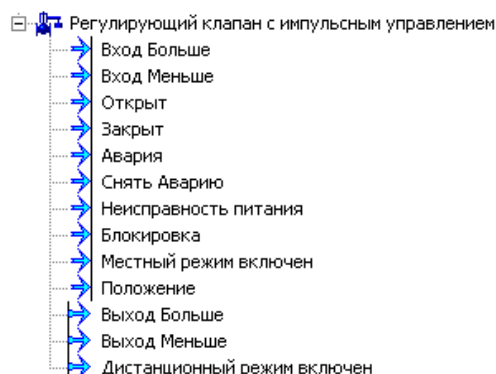 Регулирующий клапан с импульсным управлением
Вход Больше
Вход Меньше
Открыт
Закрыт
Авария
Снять Аварию
Неисправность питания
Блокировка
Местный режим включен
Положение
Выход Больше
Выход Меньше
Дистанционный режим включен